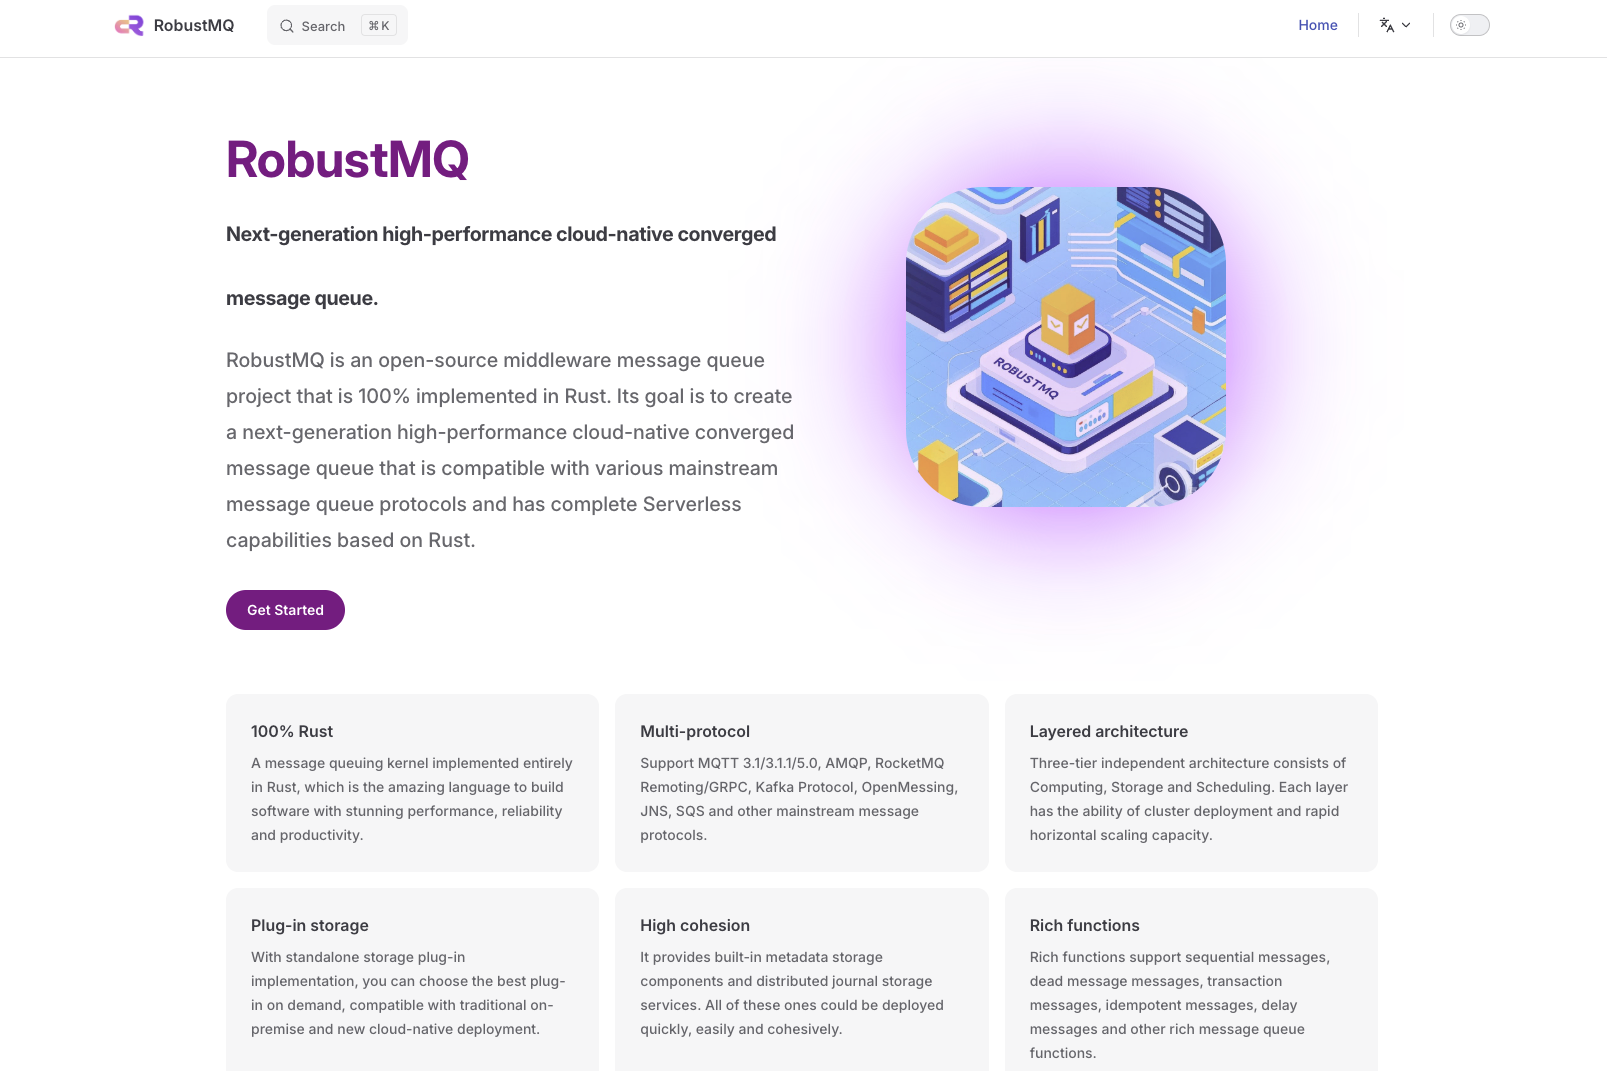 RobustMQ
Search
⌘ K
Home
RobustMQ
Next-generation high-performance cloud-native converged
message queue.
RobustMQ is an open-source middleware message queue
project that is 100% implemented in Rust. Its goal is to create
a next-generation high-performance cloud-native converged
message queue that is compatible with various mainstream
message queue protocols and has complete Serverless
capabilities based on Rust.
Get Started
ROBUSTMQ
100% Rust
A message queuing kernel implemented entirely
in Rust, which is the amazing language to build
software with stunning performance, reliability
and productivity.
Multi-protocol
Support MQTT 3.1/3.1.1/5.0, AMQP, RocketMQ
Remoting/GRPC, Kafka Protocol, OpenMessing,
JNS, SQS and other mainstream message
protocols.
Layered architecture
Three-tier independent architecture consists of
Computing, Storage and Scheduling. Each layer
has the ability of cluster deployment and rapid
horizontal scaling capacity.
Plug-in storage
With standalone storage plug-in
implementation, you can choose the best plug-
in on demand, compatible with traditional on-
premise and new cloud-native deployment.
High cohesion
It provides built-in metadata storage
components and distributed journal storage
services. All of these ones could be deployed
quickly, easily and cohesively.
Rich functions
Rich functions support sequential messages,
dead message messages, transaction
messages, idempotent messages, delay
messages and other rich message queue
functions.